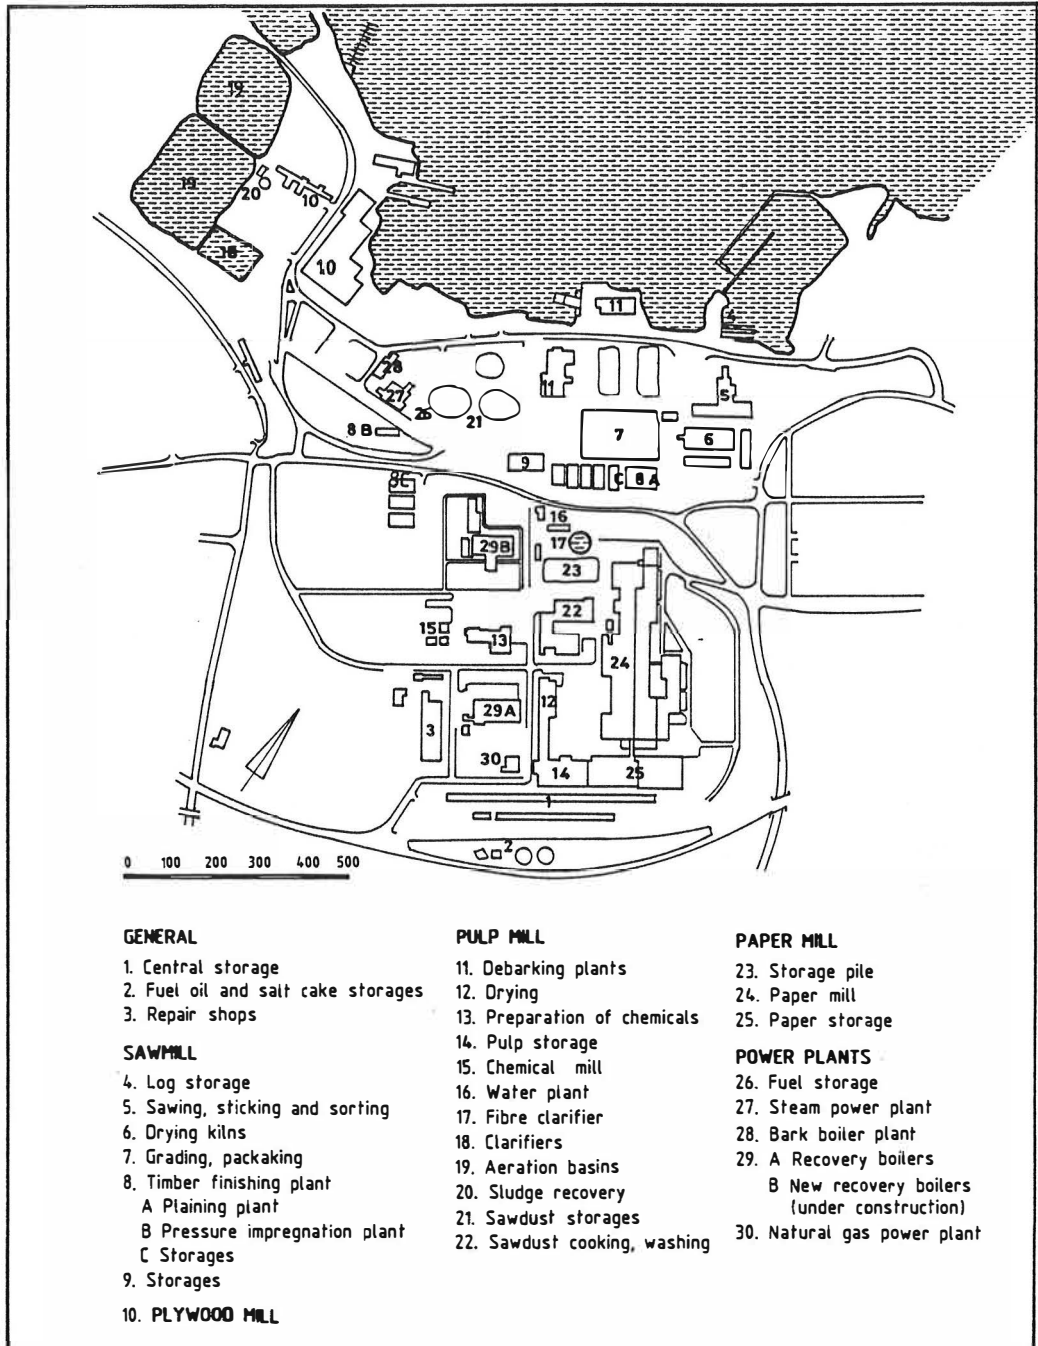 19
19
20
10
18
10
11
4
28
27
26
21
11
5
8 B
7
6
9
C
8 A
8C
16
17
29B
23
22
15
13
24
12
29 A
3
30
14
25
1
2
0 100 200 300 400 500
GENERAL
1. Central storage
2. Fuel oil and salt cake storages
3. Repair shops
SAWMILL
4. Log storage
5. Sawing, sticking and sorting
6. Drying kilns
7. Grading, packaking
8. Timber finishing plant
A Plaining plant
B Pressure impregnation plant
C Storages
9. Storages
10. PLYWOOD MILL
PULP MILL
11. Debarking plants
12. Drying
13. Preparation of chemicals
14. Pulp storage
15. Chemical mill
16. Water plant
17. Fibre clarifier
18. Clarifiers
19. Aeration basins
20. Sludge recovery
21. Sawdust storages
22. Sawdust cooking, washing
PAPER MILL
23. Storage pile
24. Paper mill
25. Paper storage
POWER PLANTS
26. Fuel storage
27. Steam power plant
28. Bark boiler plant
29. A Recovery boilers
B New recovery boilers
(under construction)
30. Natural gas power plant